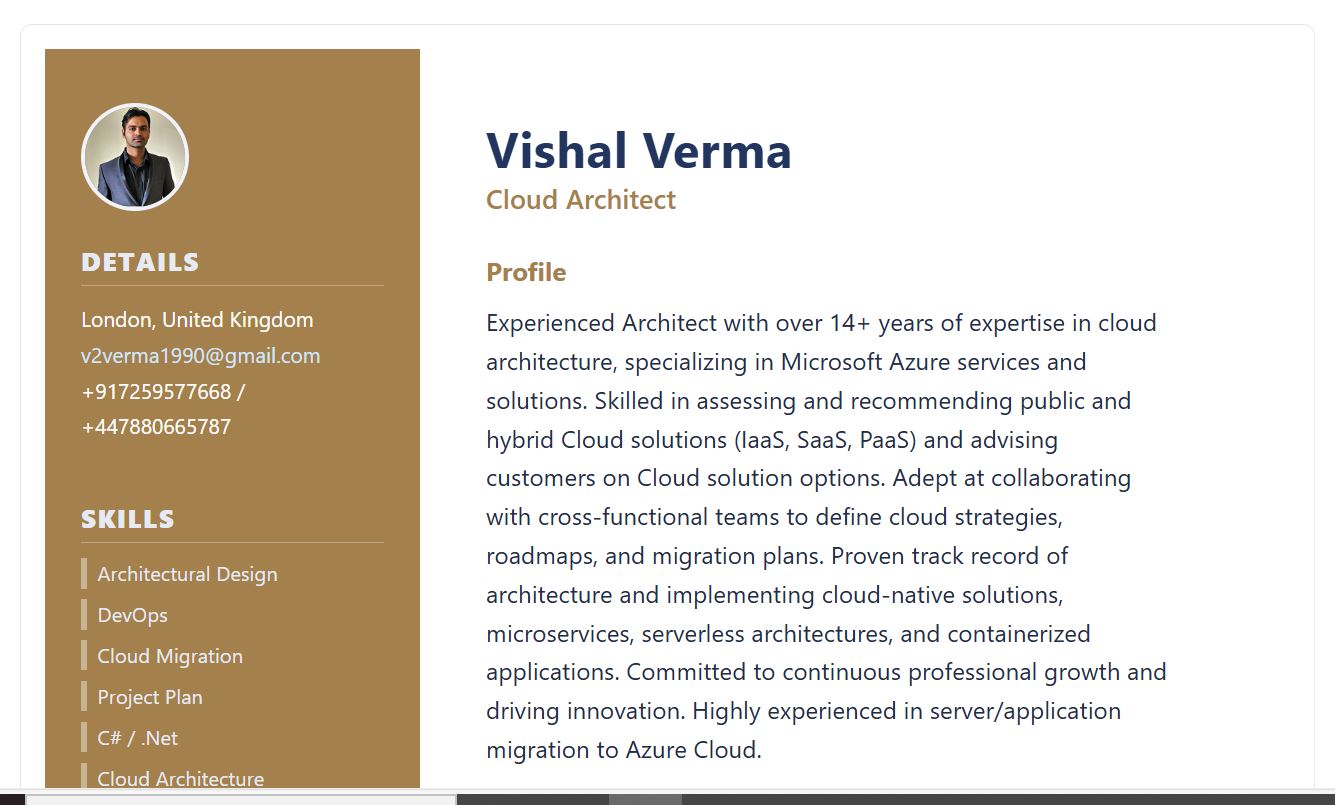 DETAILS
London, United Kingdom
v2verma1990@gmail.com
+917259577668 /
+447880665787
SKILLS
Architectural Design
DevOps
Cloud Migration
Project Plan
C# / .Net
Cloud Architecture
Vishal Verma
Cloud Architect
Profile
Experienced Architect with over 14+ years of expertise in cloud
architecture, specializing in Microsoft Azure services and
solutions. Skilled in assessing and recommending public and
hybrid Cloud solutions (IaaS, SaaS, PaaS) and advising
customers on Cloud solution options. Adept at collaborating
with cross-functional teams to define cloud strategies,
roadmaps, and migration plans. Proven track record of
architecture and implementing cloud-native solutions,
microservices, serverless architectures, and containerized
applications. Committed to continuous professional growth and
driving innovation. Highly experienced in server/application
migration to Azure Cloud.